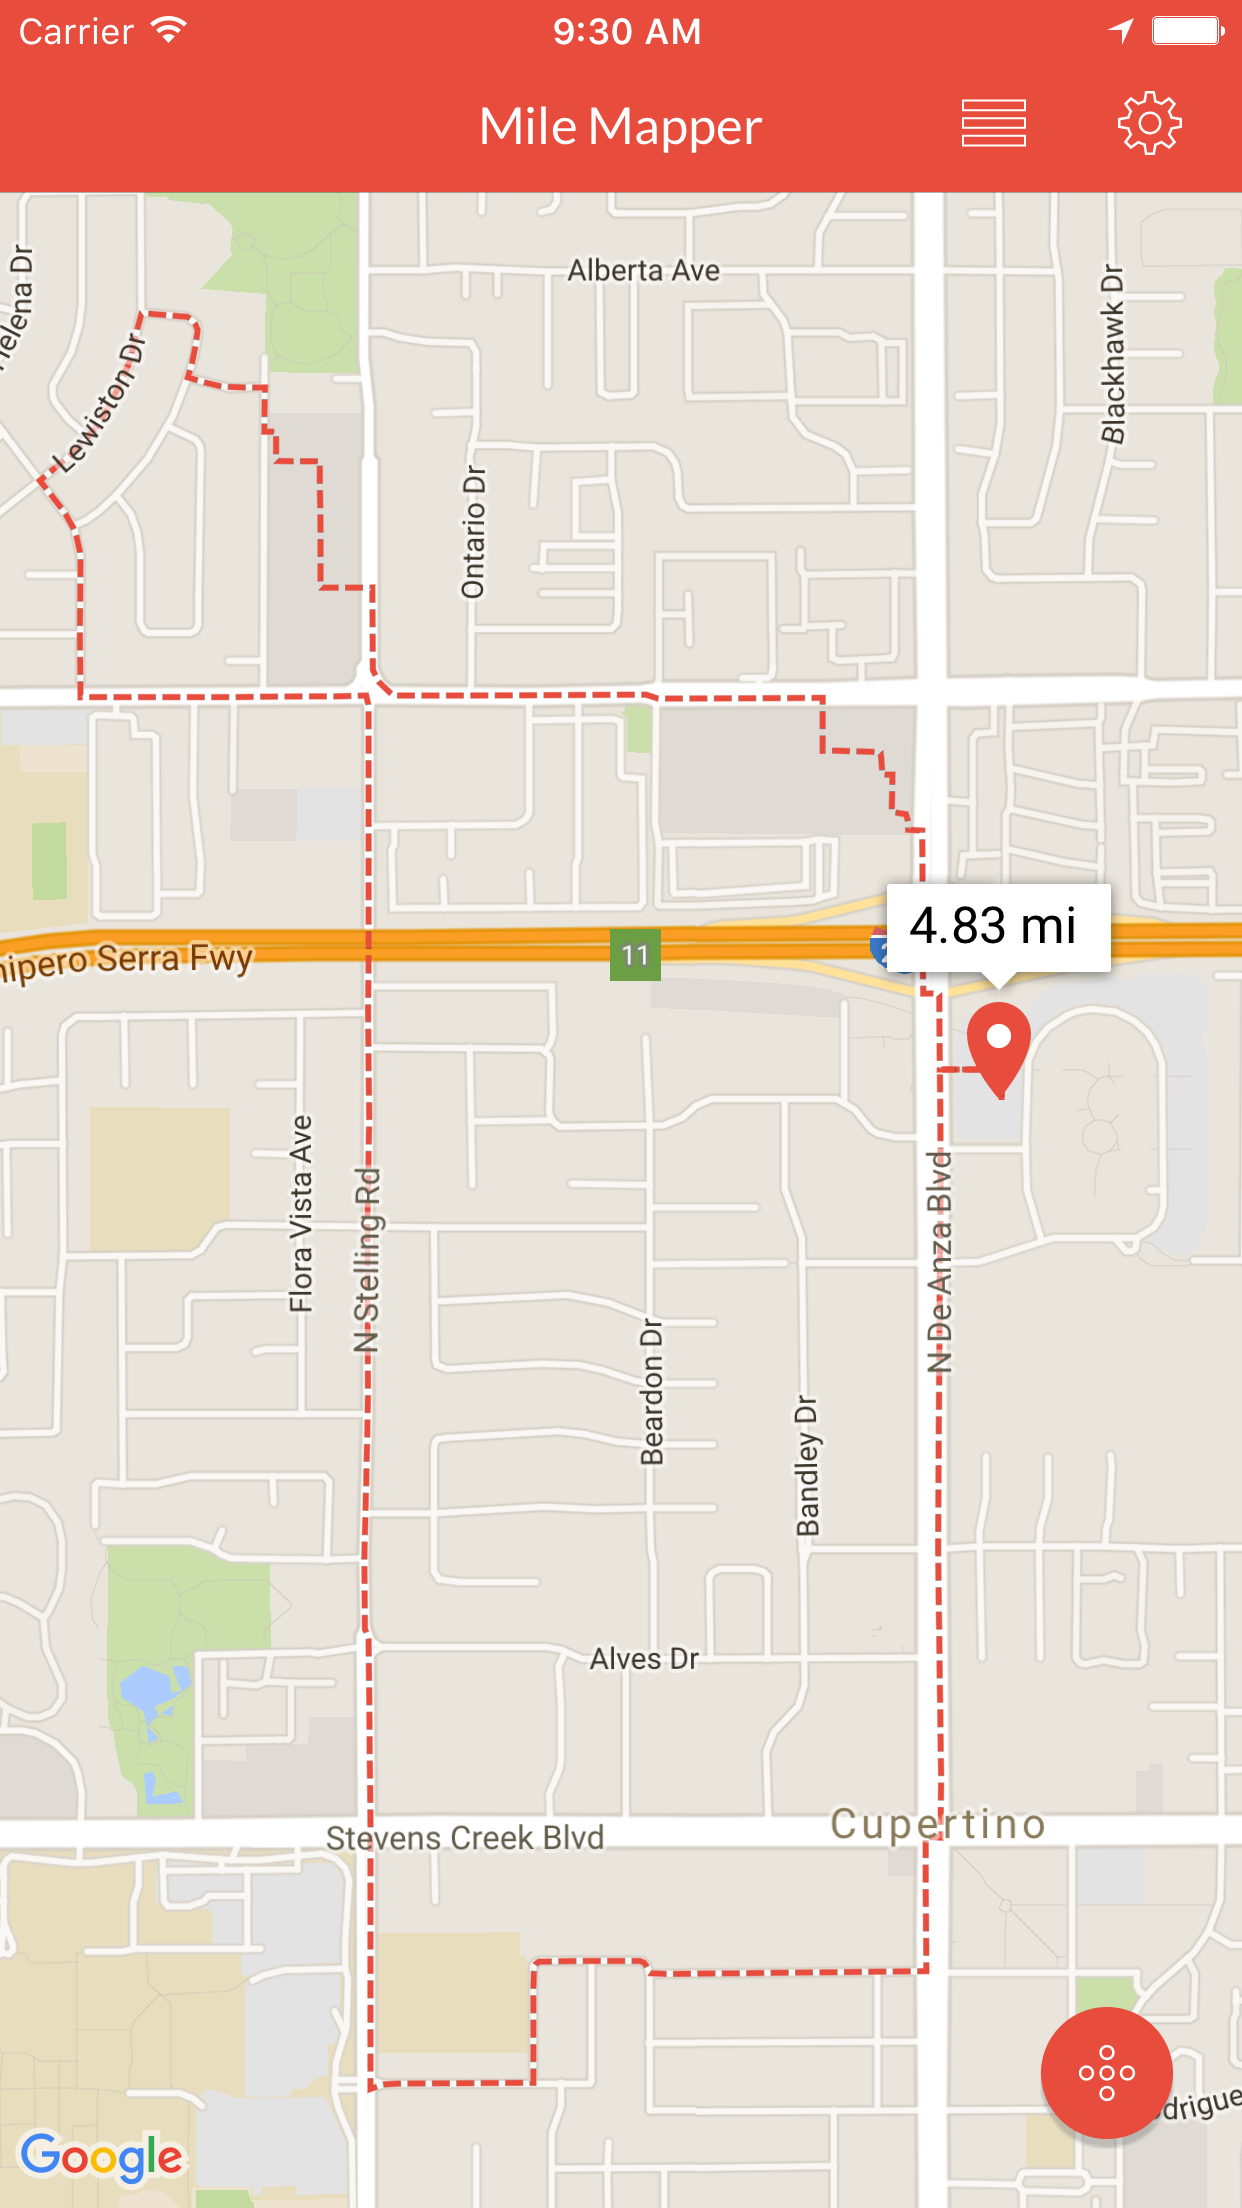 Carrier
9:30 AM
Mile Mapper
Alberta Ave
Blackhawk Dr
Lewiston Dr
Ontario Dr
4.83 mi
11
Serra Fwy
Flora Vista Ave
N Stelling Rd
N De Anza Blvd
Beardon Dr
Bandley Dr
Alves Dr
Cupertino
Stevens Creek Blvd
Google